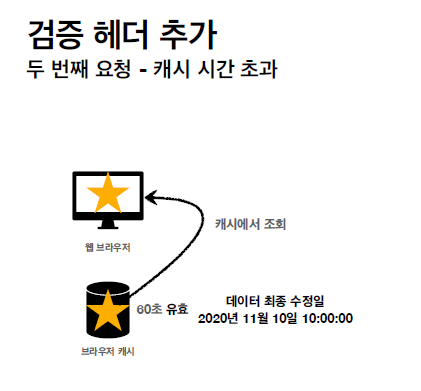 검증 헤더 추가
두 번째 요청 - 캐시 시간 초과
웹 브라우저
캐시에서 조회
60초 유효
데이터 최종 수정일
2020년 11월 10일 10:00:00
브라우저 캐시